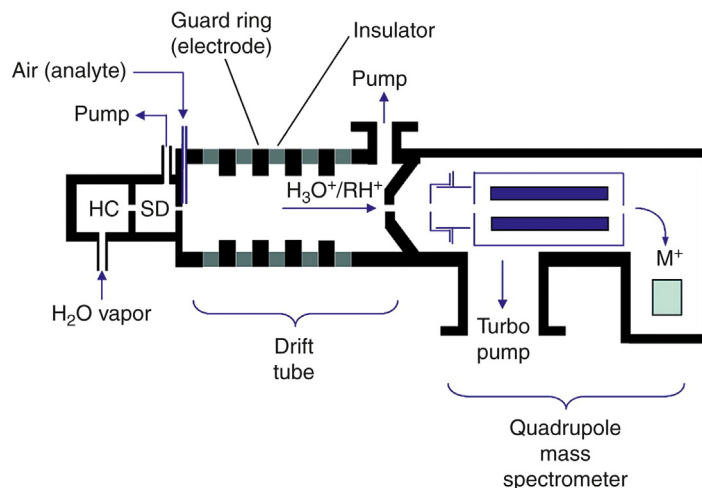 Guard ring
(electrode)
Insulator
Air (analyte)
Pump
Pump
H₃O⁺/RH⁺
HC
SD
M⁺
H₂O vapor
Drift
tube
Turbo
pump
Quadrupole
mass
spectrometer